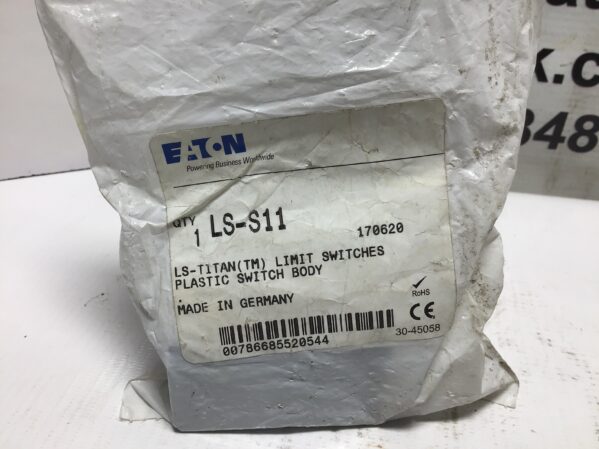 EATON
Powering Business Worldwide
QTY
1 LS-S11 170620
LS-TITAN(TM) LIMIT SWITCHES
PLASTIC SWITCH BODY
MADE IN GERMANY
RoHS
CE
30-45058
00786685520544
k.c
348